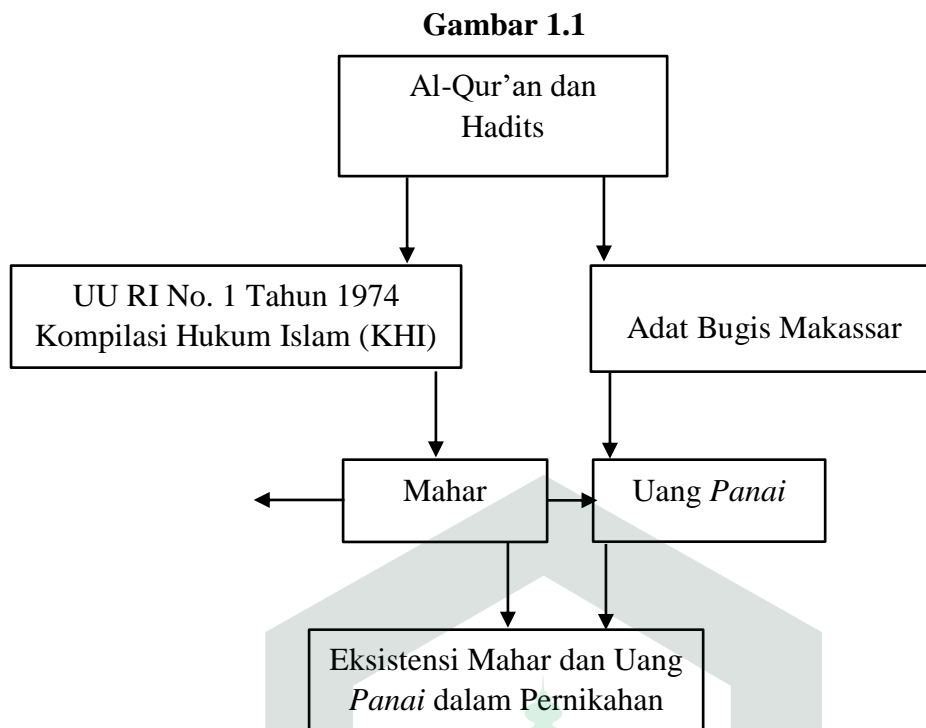 Gambar 1.1
Al-Qur’an dan
Hadits
UU RI No. 1 Tahun 1974
Kompilasi Hukum Islam (KHI)
Adat Bugis Makassar
Mahar
Uang Panai
Eksistensi Mahar dan Uang
Panai dalam Pernikahan